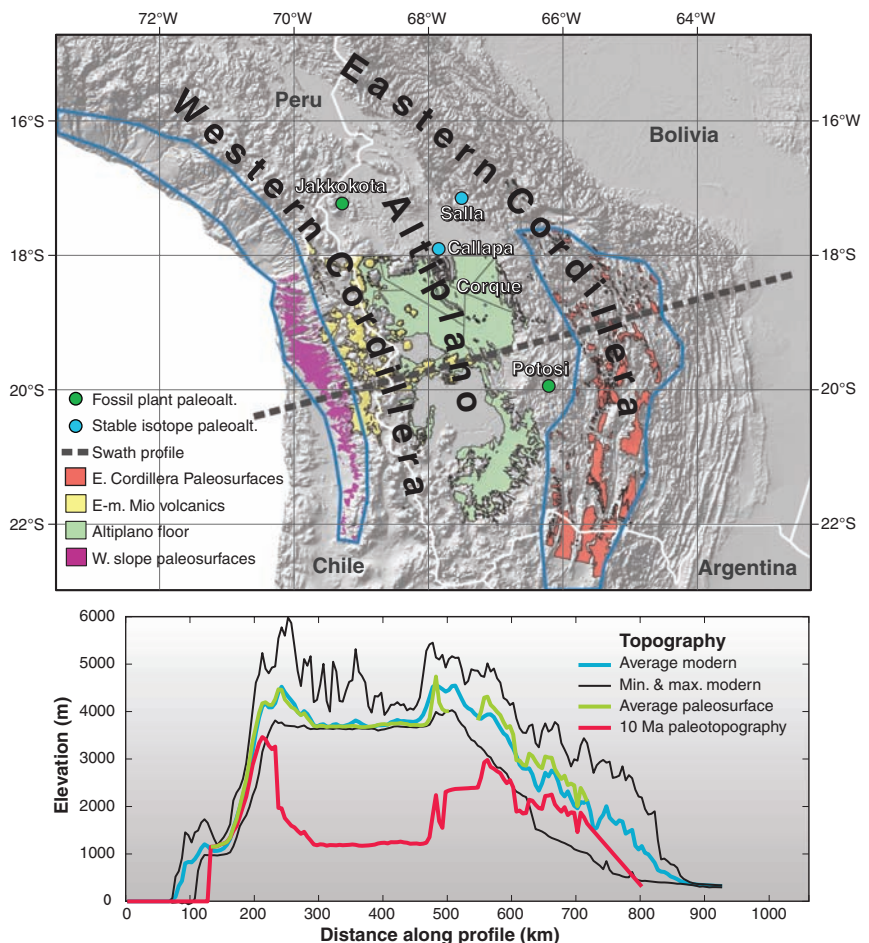 72°W 70°W 68°W 66°W 64°W
16°S
16°W
18°S
18°S
20°S
20°S
22°S
22°S
Peru
Bolivia
Chile
Argentina
Western Cordillera
Altiplano
Eastern Cordillera
Jakkokota
Salla
Callapa
Corque
Potosi
Fossil plant paleoalt.
Stable isotope paleoalt.
Swath profile
E. Cordillera Paleosurfaces
E-m. Mio volcanics
Altiplano floor
W. slope paleosurfaces
Elevation (m)
6000
5000
4000
3000
2000
1000
0
Topography
Average modern
Min. & max. modern
Average paleosurface
10 Ma paleotopography
0 100 200 300 400 500 600 700 800 900 1000
Distance along profile (km)